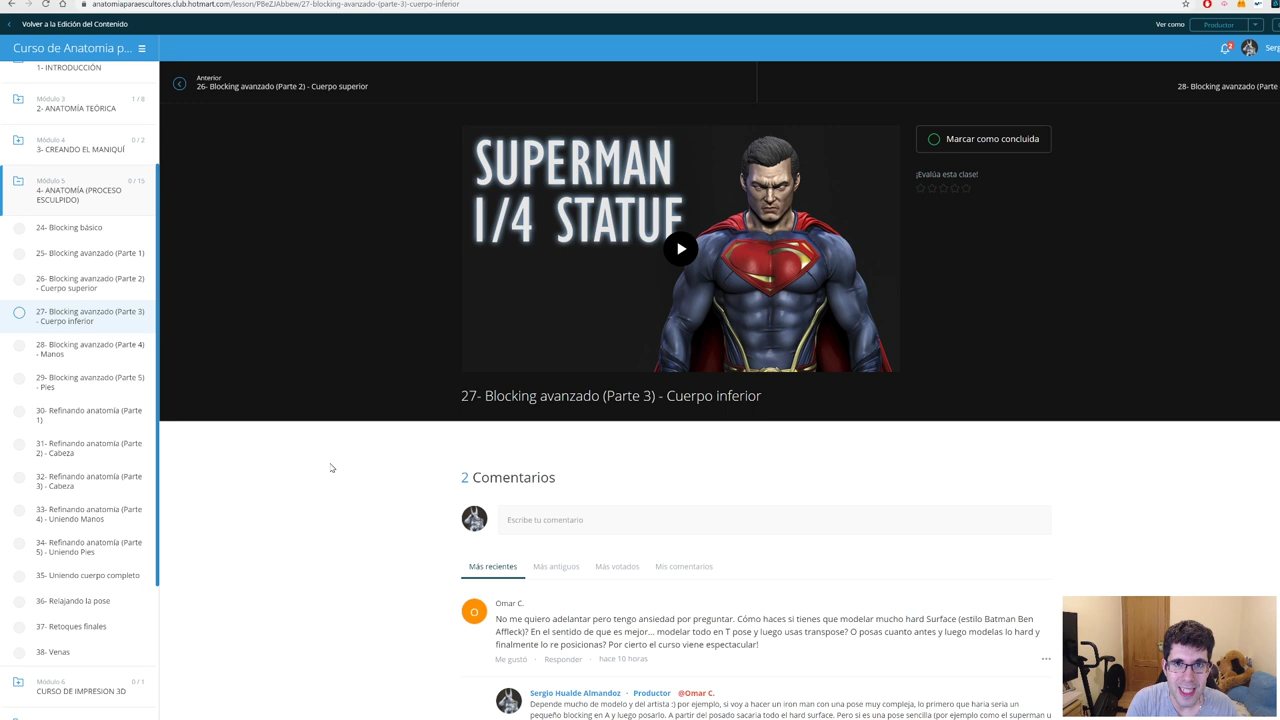 anatomiaparaescultores.club.hotmart.com/lesson/PBeZJAbbew/27-blocking-avanzado-(parte-3)-cuerpo-inferior
Volver a la Edición del Contenido
Ver como
Productor
Curso de Anatomia p...
2
Serg
1- INTRODUCCIÓN
Módulo 3
1 / 8
2- ANATOMÍA TEÓRICA
Módulo 4
0 / 2
3- CREANDO EL MANIQUÍ
Módulo 5
0 / 15
4- ANATOMÍA (PROCESO
ESCULPIDO)
24- Blocking básico
25- Blocking avanzado (Parte 1)
26- Blocking avanzado (Parte 2)
- Cuerpo superior
27- Blocking avanzado (Parte 3)
- Cuerpo inferior
28- Blocking avanzado (Parte 4)
- Manos
29- Blocking avanzado (Parte 5)
- Pies
30- Refinando anatomía (Parte
1)
31- Refinando anatomía (Parte
2) - Cabeza
32- Refinando anatomía (Parte
3) - Cabeza
33- Refinando anatomía (Parte
4) - Uniendo Manos
34- Refinando anatomía (Parte
5) - Uniendo Pies
35- Uniendo cuerpo completo
36- Relajando la pose
37- Retoques finales
38- Venas
Módulo 6
0 / 1
CURSO DE IMPRESION 3D
Anterior
26- Blocking avanzado (Parte 2) - Cuerpo superior
28- Blocking avanzado (Parte
SUPERMAN
1/4 STATUE
Marcar como concluida
¡Evalúa esta clase!
27- Blocking avanzado (Parte 3) - Cuerpo inferior
2 Comentarios
Escribe tu comentario
Más recientes
Más antiguos
Más votados
Mis comentarios
O
Omar C.
No me quiero adelantar pero tengo ansiedad por preguntar. Cómo haces si tienes que modelar mucho hard Surface (estilo Batman Ben
Affleck)? En el sentido de que es mejor... modelar todo en T pose y luego usas transpose? O posas cuanto antes y luego modelas lo hard y
finalmente lo re posicionas? Por cierto el curso viene espectacular!
Me gustó · Responder · hace 10 horas
Sergio Hualde Almandoz · Productor @Omar C.
Depende mucho de modelo y del artista :) por ejemplo, si voy a hacer un iron man con una pose muy compleja, lo primero que haria seria un
pequeño blocking en A y luego posarlo. A partir del posado sacaria todo el hard surface. Pero si es una pose sencilla (por ejemplo como el superman u